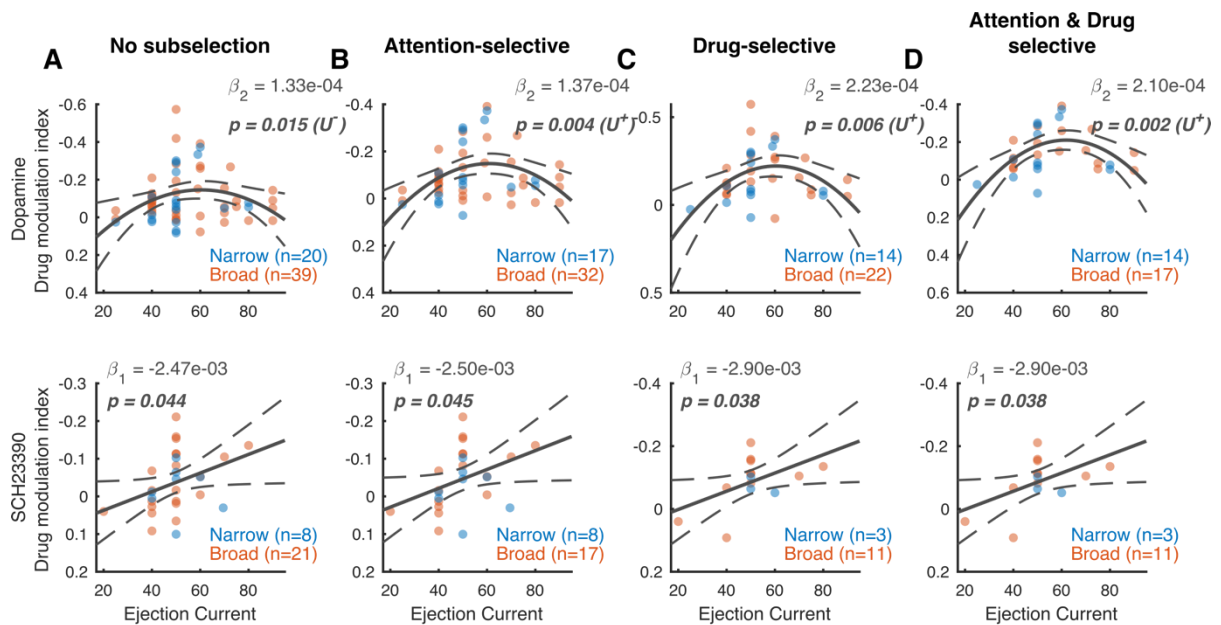 A No subselection
B Attention-selective
C Drug-selective
D Attention & Drug
selective
Dopamine
Drug modulation index
β2 = 1.33e-04
p = 0.015 (U-)
-0.6
-0.4
-0.2
0
0.2
0.4
20 40 60 80
Narrow (n=20)
Broad (n=39)
β2 = 1.37e-04
p = 0.004 (U+)
-0.4
-0.2
0
0.2
0.4
20 40 60 80
Narrow (n=17)
Broad (n=32)
β2 = 2.23e-04
p = 0.006 (U+)
-0.5
0
0.5
20 40 60 80
Narrow (n=14)
Broad (n=22)
β2 = 2.10e-04
p = 0.002 (U+)
-0.4
-0.2
0
0.2
0.4
0.6
20 40 60 80
Narrow (n=14)
Broad (n=17)
SCH23390
Drug modulation index
β1 = -2.47e-03
p = 0.044
-0.3
-0.2
-0.1
0
0.1
0.2
Narrow (n=8)
Broad (n=21)
20 40 60 80
Ejection Current
β1 = -2.50e-03
p = 0.045
-0.3
-0.2
-0.1
0
0.1
0.2
Narrow (n=8)
Broad (n=17)
20 40 60 80
Ejection Current
β1 = -2.90e-03
p = 0.038
-0.4
-0.2
0
0.2
Narrow (n=3)
Broad (n=11)
20 40 60 80
Ejection Current
β1 = -2.90e-03
p = 0.038
-0.4
-0.2
0
0.2
Narrow (n=3)
Broad (n=11)
20 40 60 80
Ejection Current